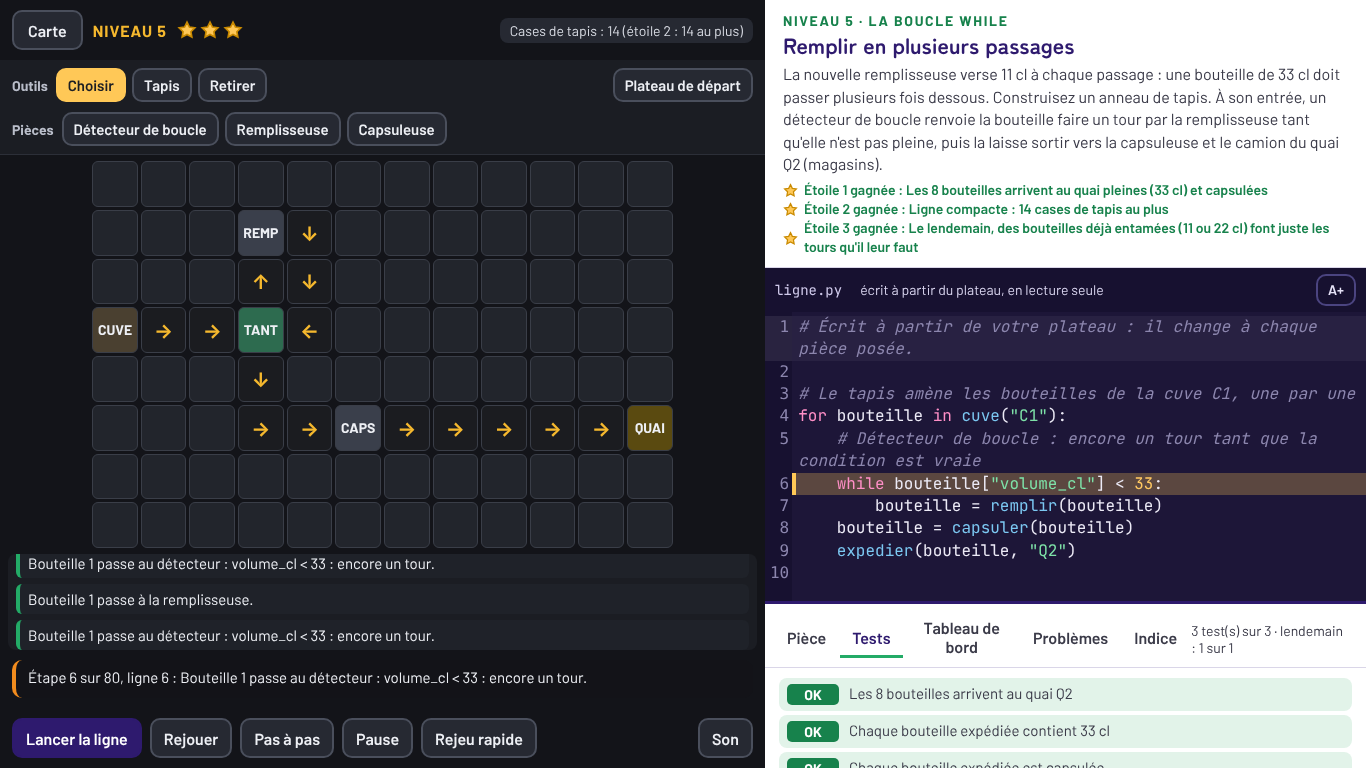 Carte
NIVEAU 5
Cases de tapis : 14 (étoile 2 : 14 au plus)
Outils
Choisir
Tapis
Retirer
Plateau de départ
Pièces
Détecteur de boucle
Remplisseuse
Capsuleuse
REMP
↓
↑
↓
CUVE
→
→
TANT
←
↓
→
→
CAPS
→
→
→
→
→
QUAI
Bouteille 1 passe au détecteur : volume_cl < 33 : encore un tour.
Bouteille 1 passe à la remplisseuse.
Bouteille 1 passe au détecteur : volume_cl < 33 : encore un tour.
Étape 6 sur 80, ligne 6 : Bouteille 1 passe au détecteur : volume_cl < 33 : encore un tour.
Lancer la ligne
Rejouer
Pas à pas
Pause
Rejeu rapide
Son
NIVEAU 5 · LA BOUCLE WHILE
Remplir en plusieurs passages
La nouvelle remplisseuse verse 11 cl à chaque passage : une bouteille de 33 cl doit
passer plusieurs fois dessous. Construisez un anneau de tapis. À son entrée, un
détecteur de boucle renvoie la bouteille faire un tour par la remplisseuse tant
qu'elle n'est pas pleine, puis la laisse sortir vers la capsuleuse et le camion du quai
Q2 (magasins).
Étoile 1 gagnée : Les 8 bouteilles arrivent au quai pleines (33 cl) et capsulées
Étoile 2 gagnée : Ligne compacte : 14 cases de tapis au plus
Étoile 3 gagnée : Le lendemain, des bouteilles déjà entamées (11 ou 22 cl) font juste les
tours qu'il leur faut
ligne.py
écrit à partir du plateau, en lecture seule
A+
1 # Écrit à partir de votre plateau : il change à chaque
pièce posée.
2
3 # Le tapis amène les bouteilles de la cuve C1, une par une
4 for bouteille in cuve("C1"):
5     # Détecteur de boucle : encore un tour tant que la
condition est vraie
6     while bouteille["volume_cl"] < 33:
7         bouteille = remplir(bouteille)
8     bouteille = capsuler(bouteille)
9     expedier(bouteille, "Q2")
10
Pièce
Tests
Tableau de
bord
Problèmes
Indice
3 test(s) sur 3 · lendemain
: 1 sur 1
OK Les 8 bouteilles arrivent au quai Q2
OK Chaque bouteille expédiée contient 33 cl
OK Chaque bouteille expédiée est capsulée